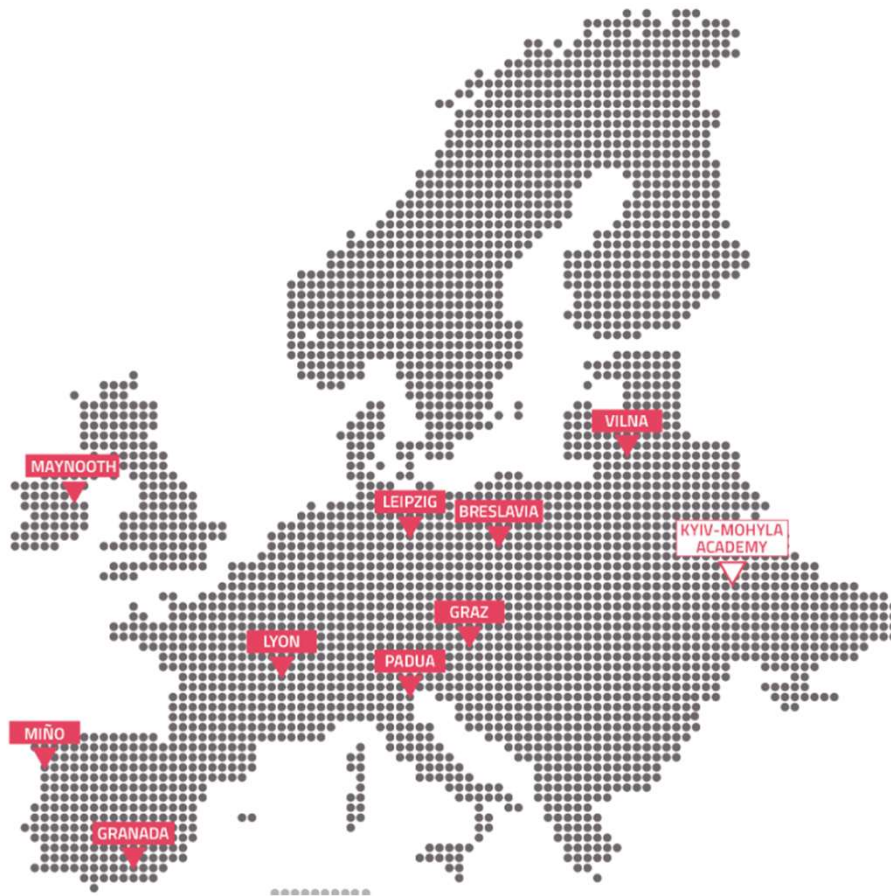 VILNA
MAYNOOTH
LEIPZIG
BRESLAVIA
KYIV-MOHYLA
ACADEMY
GRAZ
LYON
PADUA
MIÑO
GRANADA